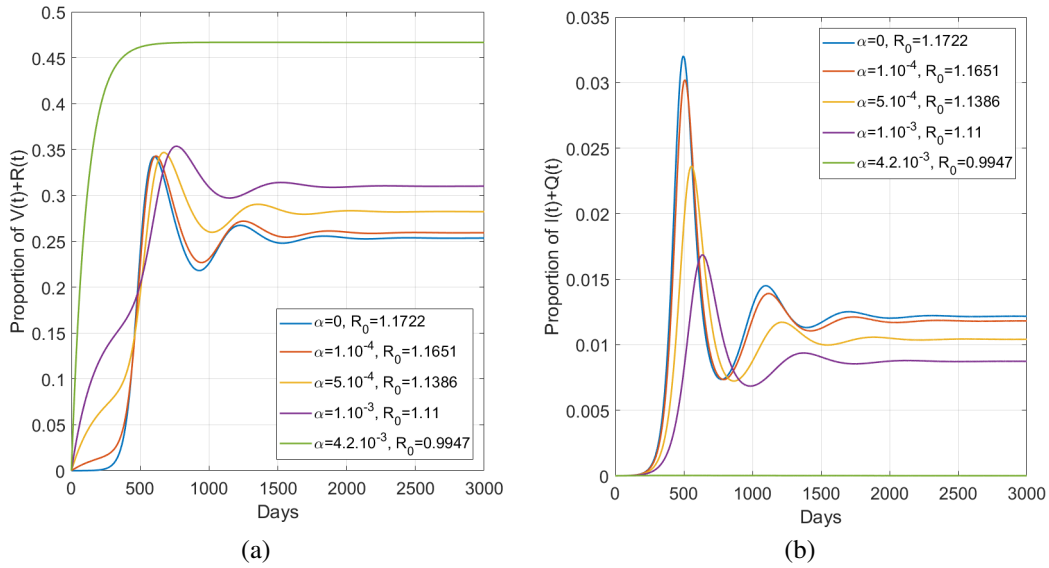 0.5
0.45
0.4
0.35
0.3
0.25
0.2
0.15
0.1
0.05
0
Proportion of V(t)+R(t)
α=0, R₀=1.1722
α=1.10⁻⁴, R₀=1.1651
α=5.10⁻⁴, R₀=1.1386
α=1.10⁻³, R₀=1.11
α=4.2.10⁻³, R₀=0.9947
0 500 1000 1500 2000 2500 3000
Days
(a)
0.035
0.03
0.025
0.02
0.015
0.01
0.005
0
Proportion of I(t)+Q(t)
α=0, R₀=1.1722
α=1.10⁻⁴, R₀=1.1651
α=5.10⁻⁴, R₀=1.1386
α=1.10⁻³, R₀=1.11
α=4.2.10⁻³, R₀=0.9947
0 500 1000 1500 2000 2500 3000
Days
(b)